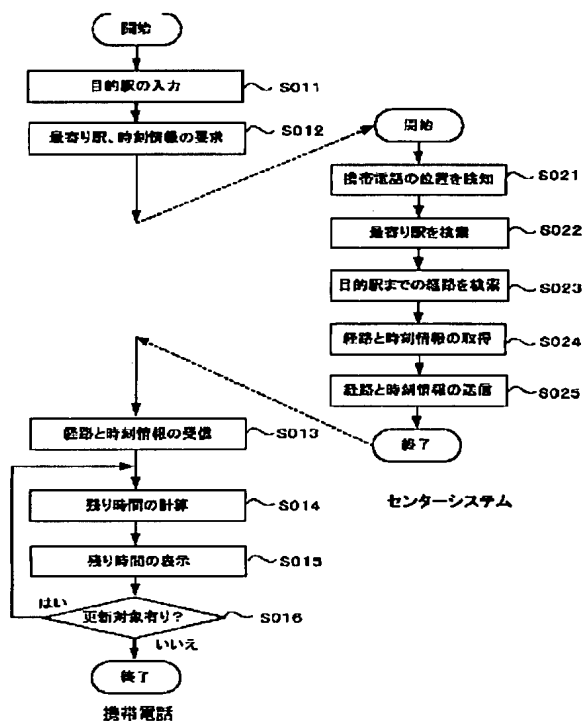 開始
目的駅の入力
S011
最寄り駅、時刻情報の要求
S012
開始
携帯電話の位置を検知
S021
最寄り駅を検索
S022
目的駅までの経路を検索
S023
経路と時刻情報の取得
S024
経路と時刻情報の送信
S025
終了
センターシステム
経路と時刻情報の受信
S013
残り時間の計算
S014
残り時間の表示
S015
更新対象有り?
S016
はい
いいえ
終了
携帯電話